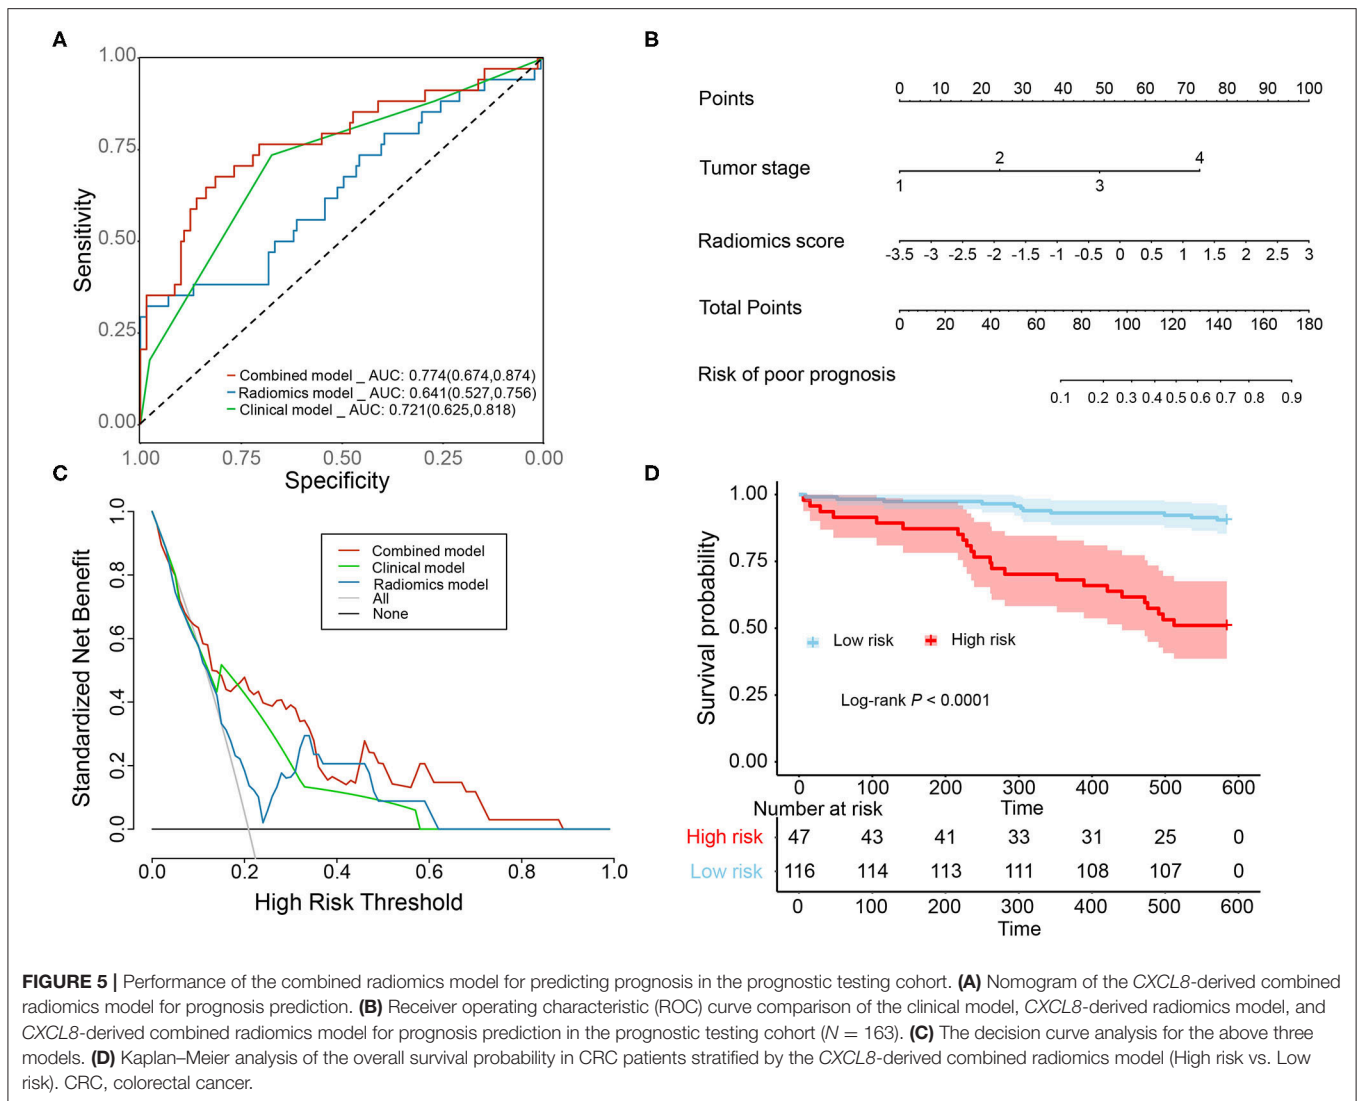 A
1.00
0.75
0.50
0.25
0.00
Sensitivity
Combined model _ AUC: 0.774(0.674,0.874)
Radiomics model _ AUC: 0.641(0.527,0.756)
Clinical model _ AUC: 0.721(0.625,0.818)
1.00 0.75 0.50 0.25 0.00
Specificity
B
Points
0 10 20 30 40 50 60 70 80 90 100
Tumor stage
2 4
1 3
Radiomics score
-3.5 -3 -2.5 -2 -1.5 -1 -0.5 0 0.5 1 1.5 2 2.5 3
Total Points
0 20 40 60 80 100 120 140 160 180
Risk of poor prognosis
0.1 0.2 0.3 0.4 0.5 0.6 0.7 0.8 0.9
C
1.0
0.8
0.6
0.4
0.2
0.0
Standardized Net Benefit
Combined model
Clinical model
Radiomics model
All
None
0.0 0.2 0.4 0.6 0.8 1.0
High Risk Threshold
D
1.00
0.75
0.50
0.25
0.00
Survival probability
Low risk High risk
Log-rank P < 0.0001
0 100 200 300 400 500 600
Time
Number at risk
High risk 47 43 41 33 31 25 0
Low risk 116 114 113 111 108 107 0
0 100 200 300 400 500 600
Time
FIGURE 5 | Performance of the combined radiomics model for predicting prognosis in the prognostic testing cohort. (A) Nomogram of the CXCL8-derived combined
radiomics model for prognosis prediction. (B) Receiver operating characteristic (ROC) curve comparison of the clinical model, CXCL8-derived radiomics model, and
CXCL8-derived combined radiomics model for prognosis prediction in the prognostic testing cohort (N = 163). (C) The decision curve analysis for the above three
models. (D) Kaplan–Meier analysis of the overall survival probability in CRC patients stratified by the CXCL8-derived combined radiomics model (High risk vs. Low
risk). CRC, colorectal cancer.